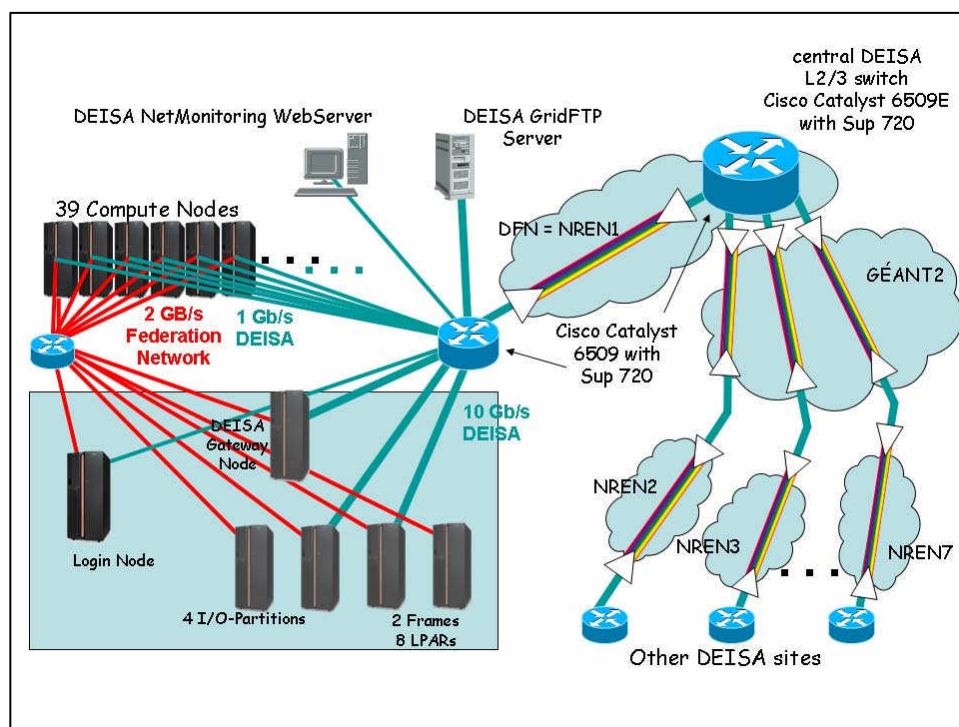 central DEISA
L2/3 switch
Cisco Catalyst 6509E
with Sup 720
DEISA NetMonitoring WebServer
DEISA GridFTP
Server
39 Compute Nodes
DFN = NREN1
GÉANT2
2 GB/s
Federation
Network
1 Gb/s
DEISA
Cisco Catalyst
6509 with
Sup 720
DEISA
Gateway
Node
10 Gb/s
DEISA
Login Node
4 I/O-Partitions
2 Frames
8 LPARs
NREN2
NREN3
NREN7
Other DEISA sites